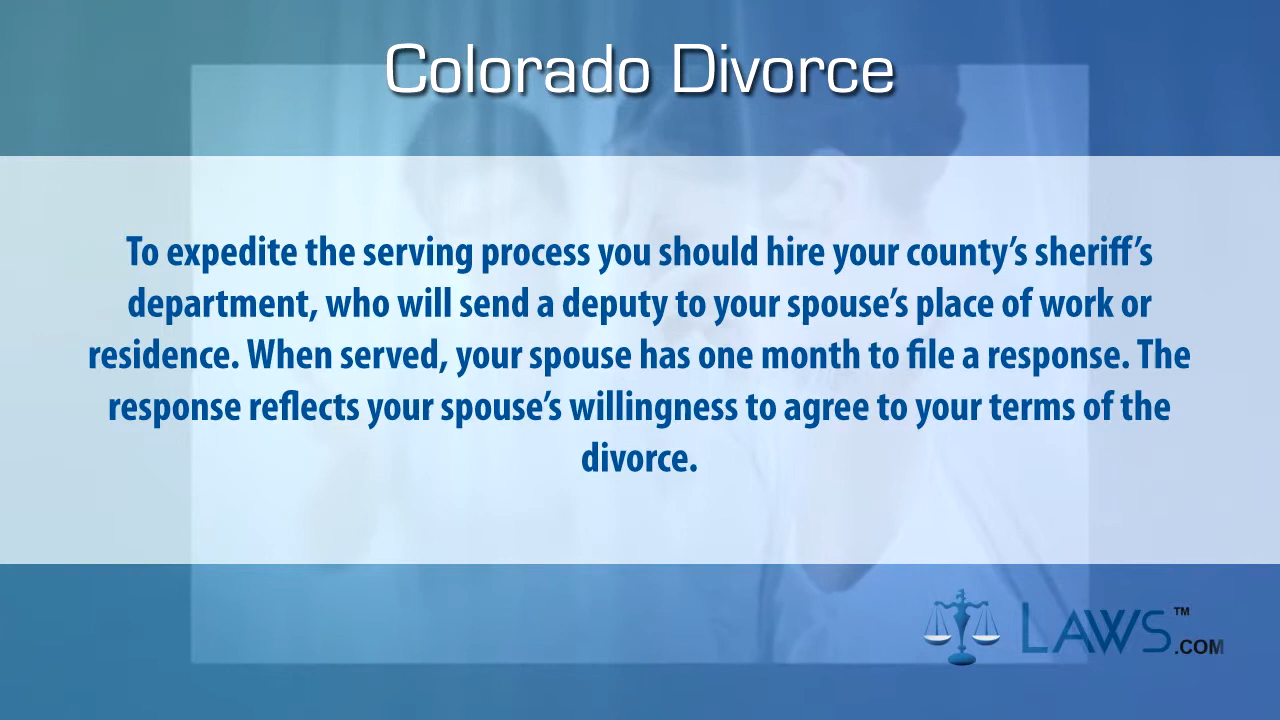 Colorado Divorce
To expedite the serving process you should hire your county’s sheriff’s
department, who will send a deputy to your spouse’s place of work or
residence. When served, your spouse has one month to file a response. The
response reflects your spouse’s willingness to agree to your terms of the
divorce.
LAWS™.COM